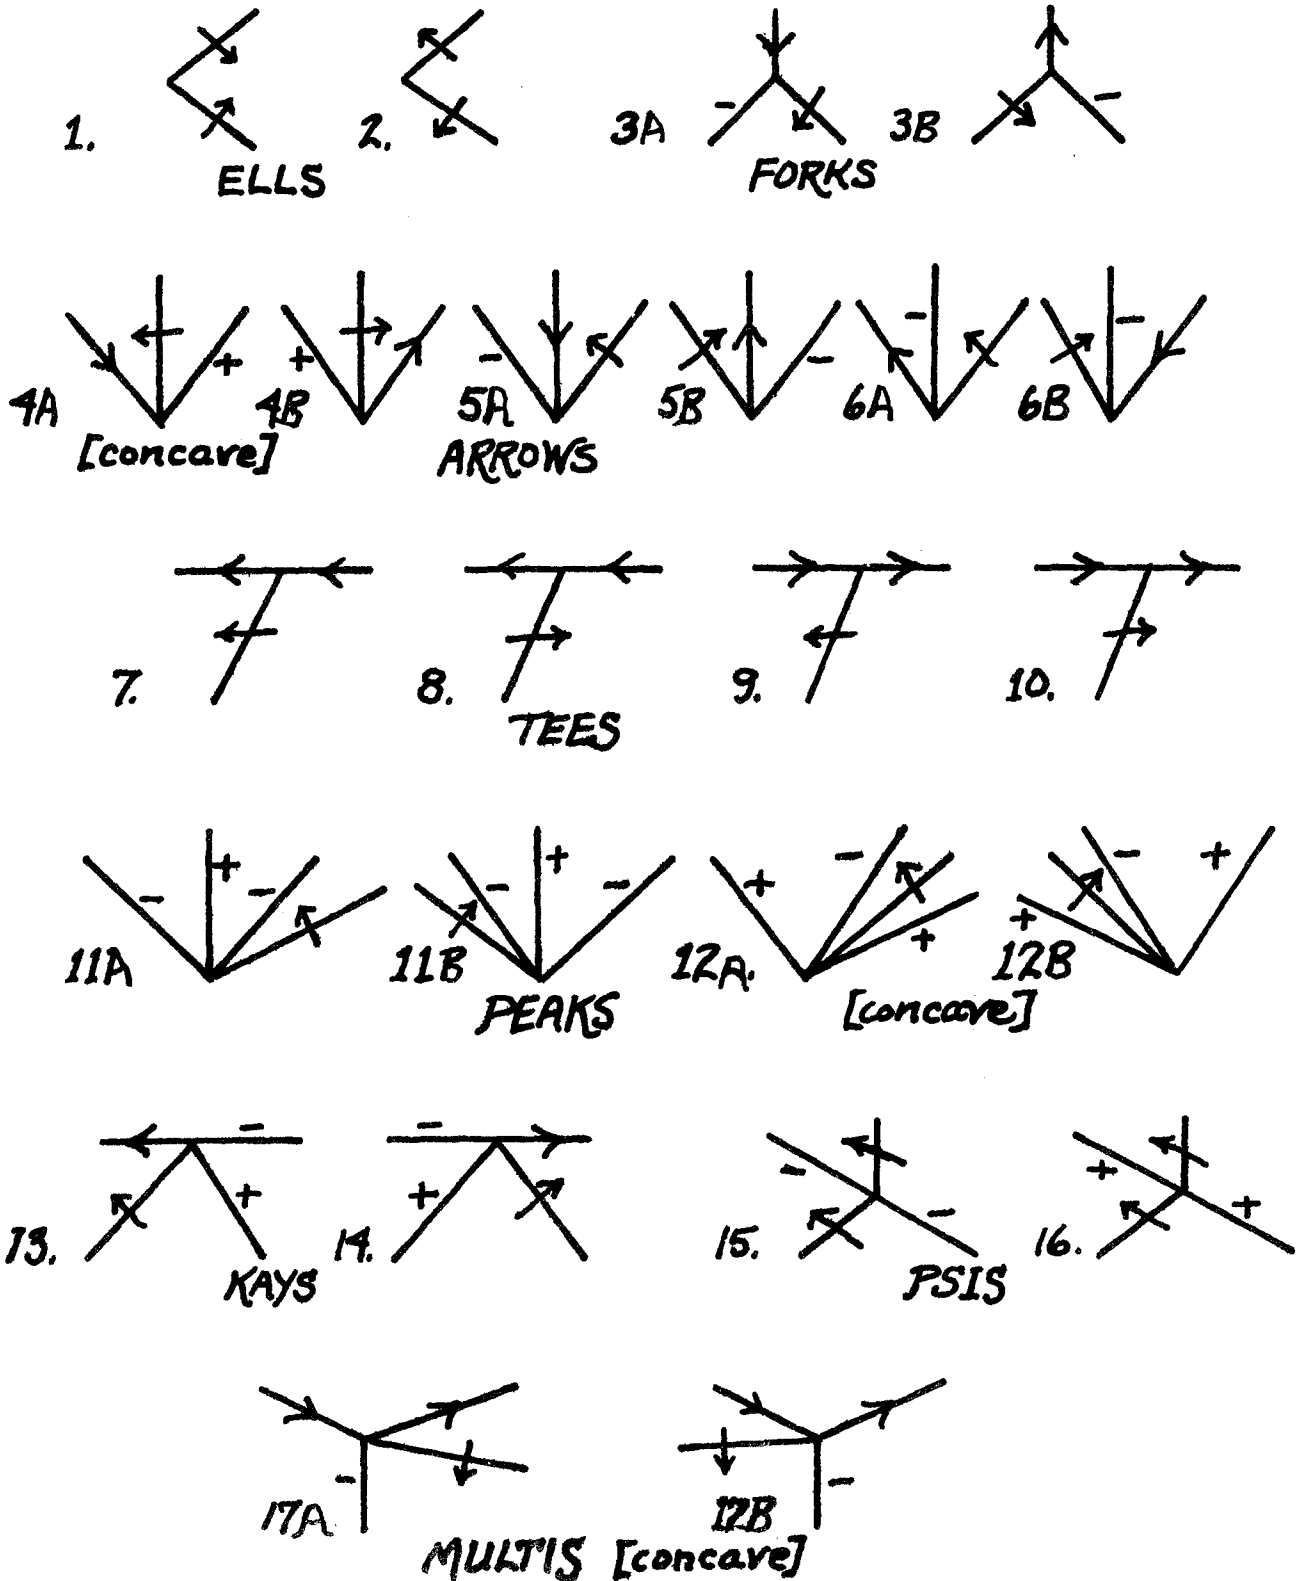 1. 2. 3A 3B
ELLS FORKS
4A 4B 5A 5B 6A 6B
[concave] ARROWS
7. 8. 9. 10.
TEES
11A 11B 12A. 12B
PEAKS [concave]
13. 14. 15. 16.
KAYS PSIS
17A 17B
MULTIS [concave]